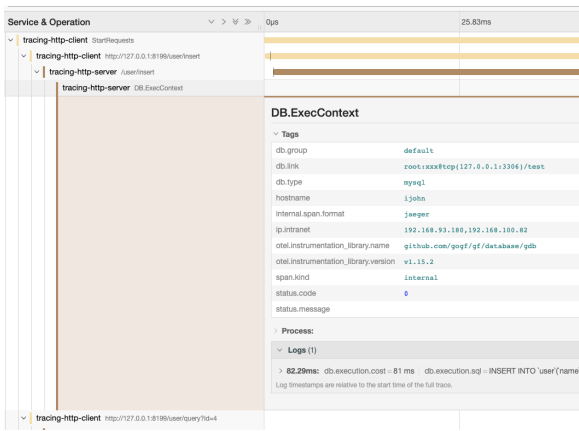 Service & Operation
0μs
25.83ms
tracing-http-client StartRequests
tracing-http-client http://127.0.0.1:8199/user/insert
tracing-http-server /user/insert
tracing-http-server DB.ExecContext
DB.ExecContext
Tags
db.group default
db.link root:xxx@tcp(127.0.0.1:3306)/test
db.type mysql
hostname ijohn
internal.span.format jaeger
ip.intranet 192.168.93.180,192.168.100.82
otel.instrumentation_library.name github.com/gogf/gf/database/gdb
otel.instrumentation_library.version v1.15.2
span.kind internal
status.code 0
status.message
Process:
Logs (1)
82.29ms: db.execution.cost = 81 ms | db.execution.sql = INSERT INTO `user`('name
Log timestamps are relative to the start time of the full trace.
tracing-http-client http://127.0.0.1:8199/user/query?id=4